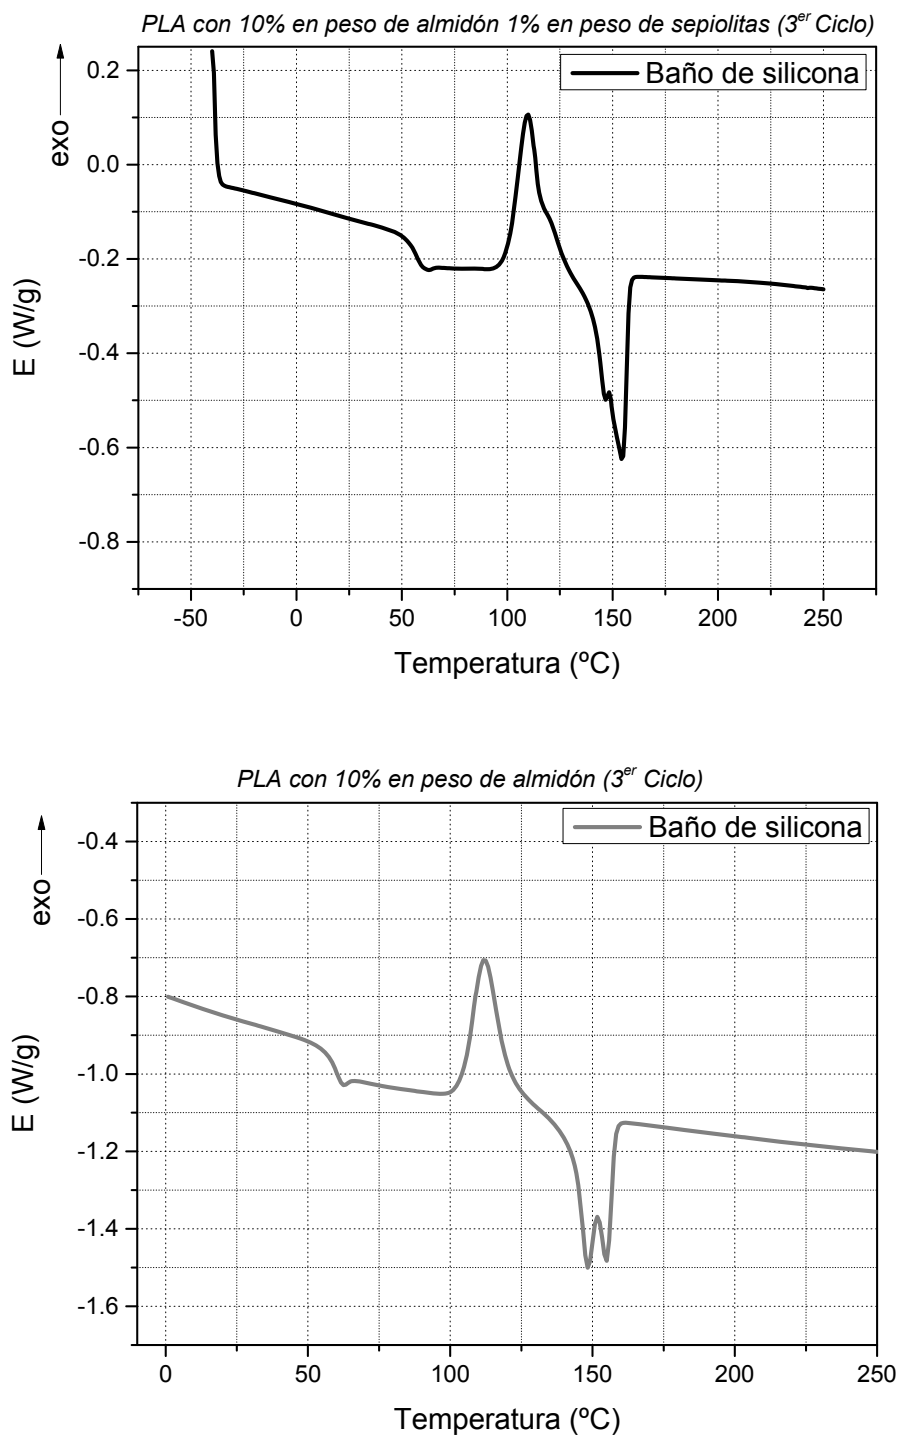 PLA con 10% en peso de almidón 1% en peso de sepiolitas (3er Ciclo)
exo
Baño de silicona
0.2
0.0
-0.2
-0.4
-0.6
-0.8
E (W/g)
-50 0 50 100 150 200 250
Temperatura (ºC)
PLA con 10% en peso de almidón (3er Ciclo)
exo
Baño de silicona
-0.4
-0.6
-0.8
-1.0
-1.2
-1.4
-1.6
E (W/g)
0 50 100 150 200 250
Temperatura (ºC)